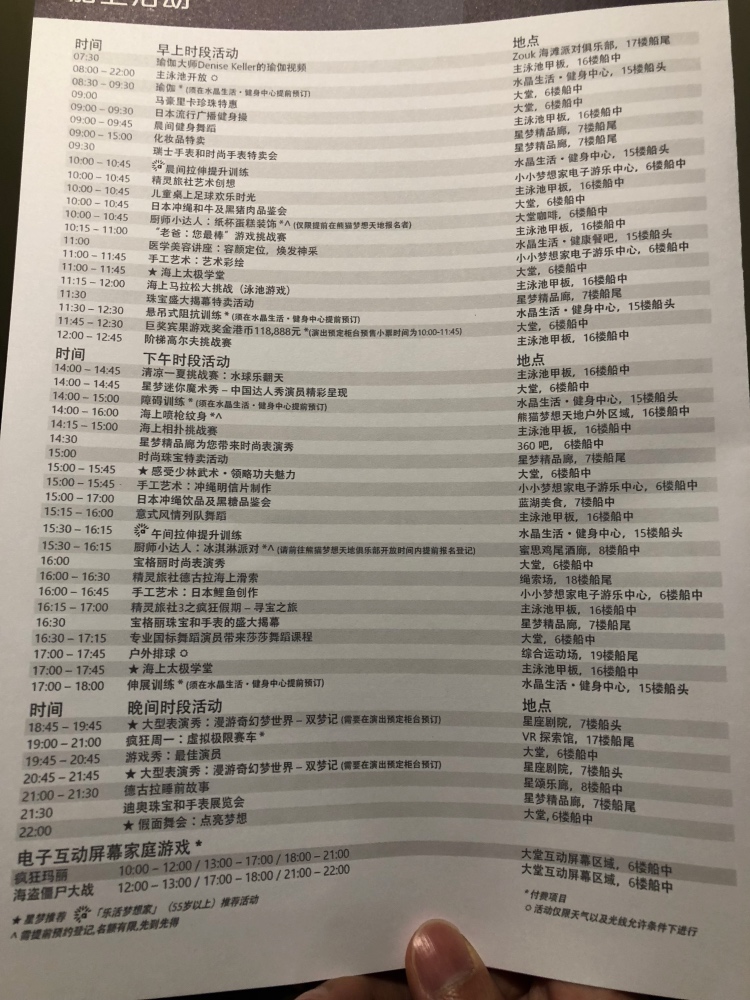 时间 早上时段活动 地点
07:30 瑜伽大师Denise Keller的瑜伽视频 Zouk 海滩派对俱乐部，17楼船尾
08:00 – 22:00 主泳池开放 ○ 主泳池甲板，16楼船中
08:30 – 09:30 瑜伽 * (须在水晶生活・健身中心提前预订) 水晶生活・健身中心，15楼船头
09:00 马豪里卡珍珠特惠 大堂，6楼船中
09:00 – 09:30 日本流行广播健身操 大堂，6楼船中
09:00 – 09:45 晨间健身舞蹈 主泳池甲板，16楼船中
09:00 – 15:00 化妆品特卖 星梦精品廊，7楼船尾
09:30 瑞士手表和时尚手表特卖会 星梦精品廊，7楼船尾
10:00 – 10:45 晨间拉伸提升训练 水晶生活・健身中心，15楼船头
10:00 – 10:45 精灵旅社艺术创想 小小梦想家电子游乐中心，6楼船中
10:00 – 10:45 儿童桌上足球欢乐时光 主泳池甲板，16楼船中
10:00 – 10:45 日本冲绳和牛及黑猪肉品鉴会 大堂，6楼船中
10:00 – 10:45 厨师小达人：纸杯蛋糕装饰 *^ (仅限提前在熊猫梦想天地报名者) 大堂咖啡，6楼船中
10:15 – 11:00 “老爸：您最棒”游戏挑战赛 主泳池甲板，16楼船中
11:00 医学美容讲座：容颜定位，焕发神采 水晶生活・健康餐吧，15楼船头
11:00 – 11:45 手工艺术：艺术彩绘 小小梦想家电子游乐中心，6楼船中
11:00 – 11:45 ★ 海上太极学堂 大堂，6楼船中
11:15 – 12:00 海上马拉松大挑战（泳池游戏） 主泳池甲板，16楼船中
11:30 珠宝盛大揭幕特卖活动 星梦精品廊，7楼船尾
11:30 – 12:30 悬吊式阻抗训练 * (须在水晶生活・健身中心提前预订) 水晶生活・健身中心，15楼船头
11:45 – 12:30 巨奖宾果游戏奖金港币118,888元 *(演出预定柜台预售小票时间为10:00-11:45) 大堂，6楼船中
12:00 – 12:45 阶梯高尔夫挑战赛 主泳池甲板，16楼船中
时间 下午时段活动 地点
14:00 – 14:45 清凉一夏挑战赛：水球乐翻天 主泳池甲板，16楼船中
14:00 – 14:45 星梦迷你魔术秀 – 中国达人秀演员精彩呈现 大堂，6楼船中
14:00 – 15:00 障碍训练 * (须在水晶生活・健身中心提前预订) 水晶生活・健身中心，15楼船头
14:00 – 16:00 海上喷枪纹身 *^ 熊猫梦想天地户外区域，16楼船中
14:15 – 15:00 海上相扑挑战赛 主泳池甲板，16楼船中
14:30 星梦精品廊为您带来时尚表演秀 360 吧，6楼船中
15:00 时尚珠宝特卖活动 星梦精品廊，7楼船尾
15:00 – 15:45 ★ 感受少林武术・领略功夫魅力 大堂，6楼船中
15:00 – 15:45 手工艺术：冲绳明信片制作 小小梦想家电子游乐中心，6楼船中
15:00 – 17:00 日本冲绳饮品及黑糖品鉴会 蓝湖美食，7楼船中
15:15 – 16:00 意式风情列队舞蹈 主泳池甲板，16楼船中
15:30 – 16:15 午间拉伸提升训练 水晶生活・健身中心，15楼船头
15:30 – 16:15 厨师小达人：冰淇淋派对 *^ (请前往熊猫梦想天地俱乐部开放时间内提前报名登记) 蜜思鸡尾酒廊，8楼船中
16:00 宝格丽时尚表演秀 大堂，6楼船中
16:00 – 16:30 精灵旅社德古拉海上滑索 绳索场，18楼船尾
16:00 – 16:45 手工艺术：日本鲤鱼创作 小小梦想家电子游乐中心，6楼船中
16:15 – 17:00 精灵旅社3之疯狂假期 – 寻宝之旅 主泳池甲板，16楼船中
16:30 宝格丽珠宝和手表的盛大揭幕 星梦精品廊，7楼船尾
16:30 – 17:15 专业国标舞蹈演员带来莎莎舞蹈课程 大堂，6楼船中
17:00 – 17:45 户外排球 ○ 综合运动场，19楼船尾
17:00 – 17:45 ★ 海上太极学堂 主泳池甲板，16楼船中
17:00 – 18:00 伸展训练 * (须在水晶生活・健身中心提前预订) 水晶生活・健身中心，15楼船头
时间 晚间时段活动 地点
18:45 – 19:45 ★ 大型表演秀：漫游奇幻梦世界 – 双梦记 (需要在演出预定柜台预订) 星座剧院，7楼船头
19:00 – 21:00 疯狂周一：虚拟极限赛车 * VR 探索馆，17楼船尾
19:45 – 20:45 游戏秀：最佳演员 大堂，6楼船中
20:45 – 21:45 ★ 大型表演秀：漫游奇幻梦世界 – 双梦记 (需要在演出预定柜台预订) 星座剧院，7楼船头
21:00 – 21:30 德古拉睡前故事 星颂乐廊，8楼船中
21:30 迪奥珠宝和手表展览会 星梦精品廊，7楼船尾
22:00 ★ 假面舞会：点亮梦想 大堂，6楼船中
电子互动屏幕家庭游戏 *
疯狂玛丽 10:00 – 12:00 / 13:00 – 17:00 / 18:00 – 21:00 大堂互动屏幕区域，6楼船中
海盗僵尸大战 12:00 – 13:00 / 17:00 – 18:00 / 21:00 – 22:00 大堂互动屏幕区域，6楼船中
★ 星梦推荐 「乐活梦想家」（55岁以上）推荐活动 * 付费项目
^ 需提前预约登记,名额有限,先到先得 ○ 活动仅限天气以及光线允许条件下进行